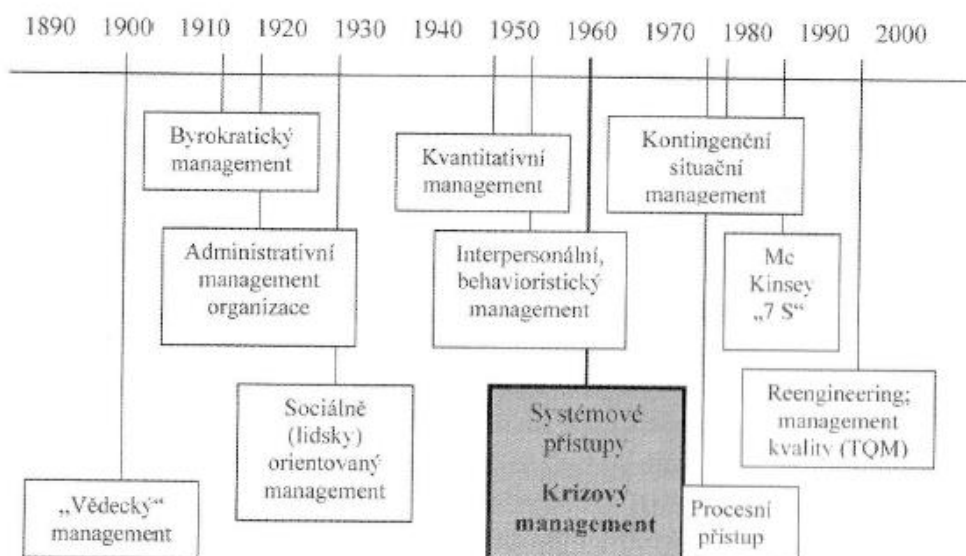 1890 1900 1910 1920 1930 1940 1950 1960 1970 1980 1990 2000
Byrokratický
management
Kvantitativní
management
Kontingenční
situační
management
Administrativní
management
organizace
Interpersonální,
behavioristický
management
Mc
Kinsey
„7 S“
Sociálně
(lidsky)
orientovaný
management
Systémové
přístupy
Krizový
management
Reengineering;
management
kvality (TQM)
„Vědecký“
management
Procesní
přístup